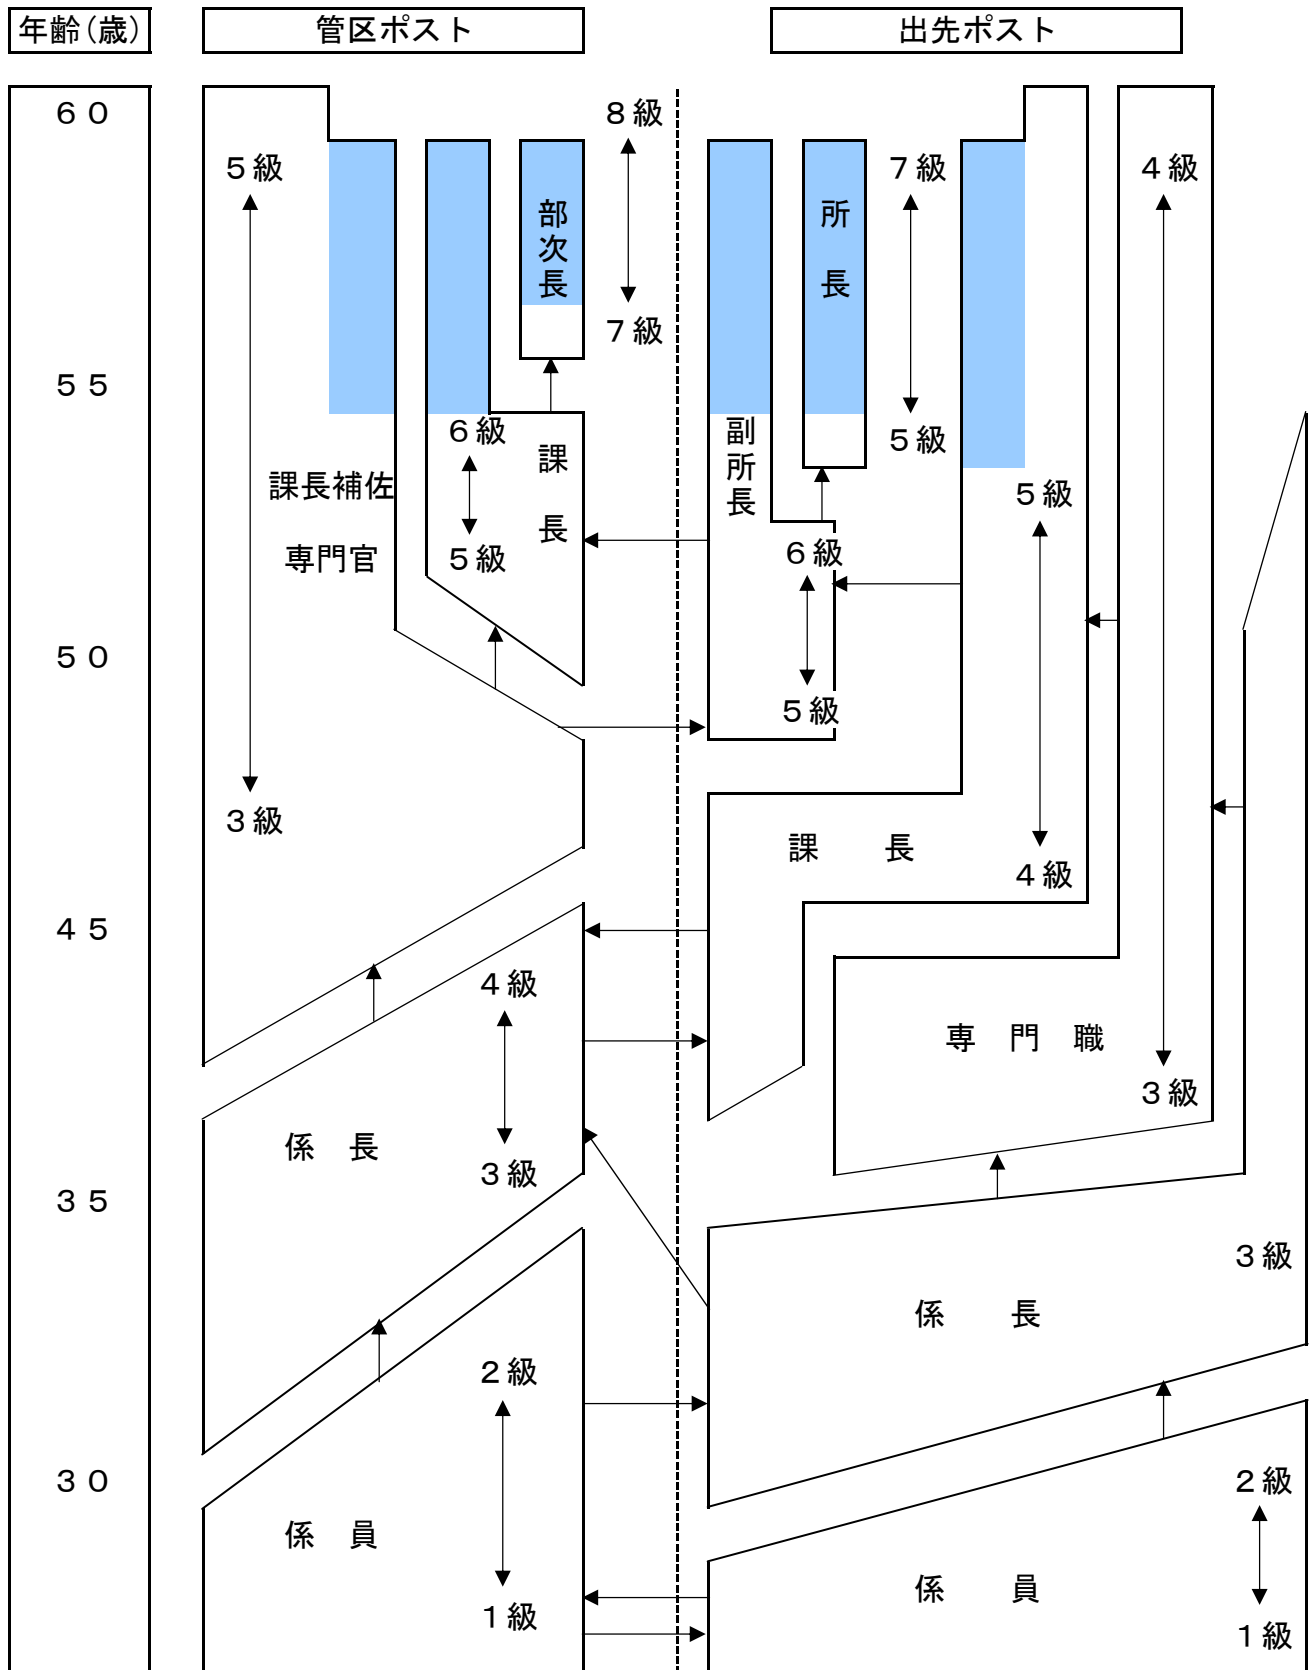 年齢(歳)
管区ポスト
出先ポスト
６０
５５
５０
４５
３５
３０
５級
３級
課長補佐
専門官
６級
５級
課長
部次長
８級
７級
４級
３級
係長
２級
１級
係員
副所長
６級
５級
所長
７級
５級
課長
５級
４級
専門職
４級
３級
係長
３級
係員
２級
１級